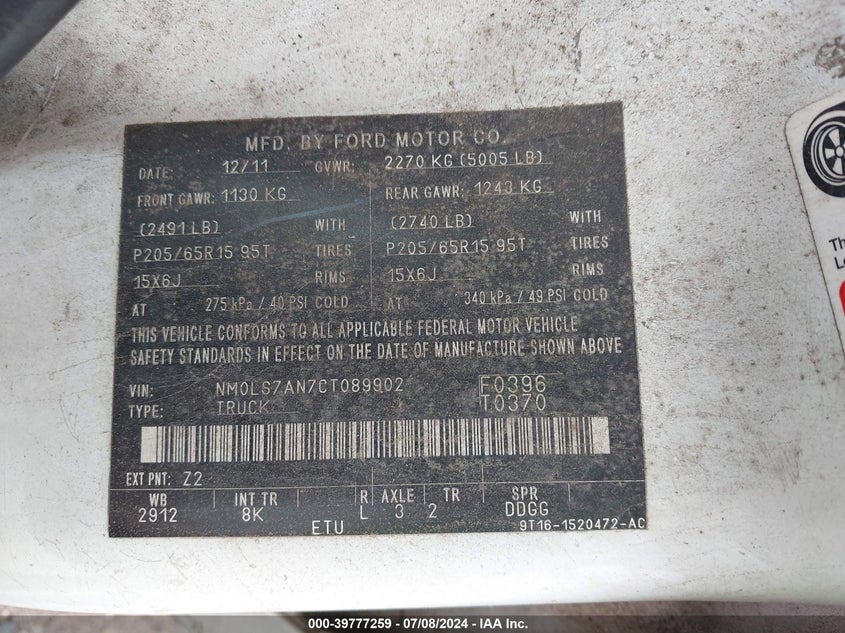 MFD. BY FORD MOTOR CO.
DATE: 12/11 GVWR: 2270 KG (5005 LB)
FRONT GAWR: 1130 KG REAR GAWR: 1243 KG
(2491 LB) WITH (2740 LB) WITH
P205/65R15 95T TIRES P205/65R15 95T TIRES
15X6J RIMS 15X6J RIMS
AT 275 kPa / 40 PSI COLD AT 340 kPa / 49 PSI COLD
THIS VEHICLE CONFORMS TO ALL APPLICABLE FEDERAL MOTOR VEHICLE
SAFETY STANDARDS IN EFFECT ON THE DATE OF MANUFACTURE SHOWN ABOVE
VIN: NM0LS7AN7CT089902 F0396
TYPE: TRUCK T0370
EXT PNT: Z2
WB INT TR R AXLE TR SPR
2912 8K L 3 2 DDGG
ETU 9T16-1520472-AC
Th
L
000-39777259 - 07/08/2024 - IAA Inc.